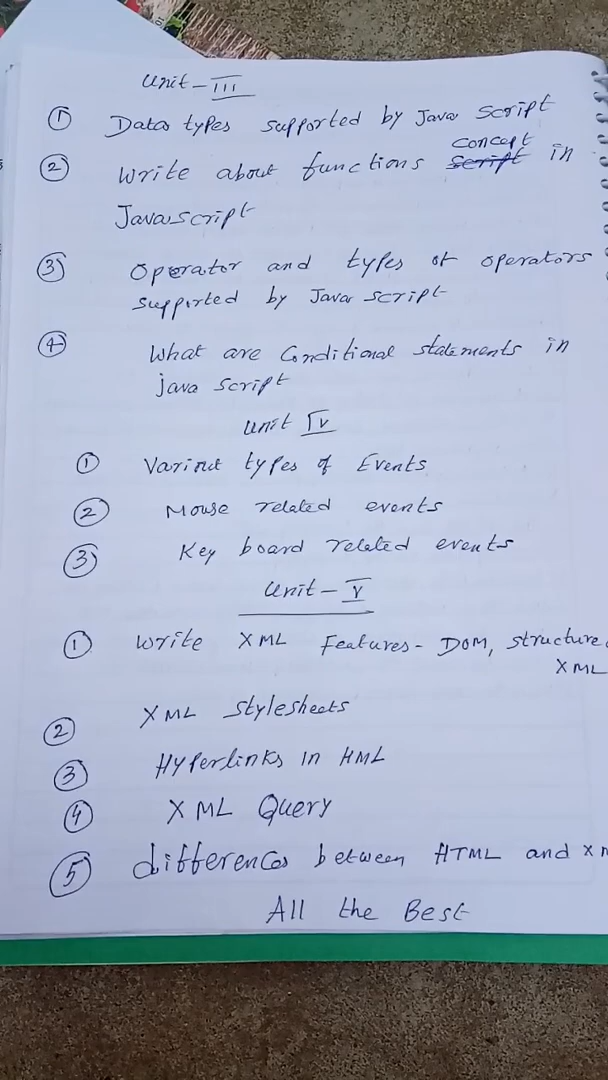 Unit - III
① Data types supported by Java Script
② Write about functions concept script in
Javascript
③ Operator and types of operators
supported by Java script
④ What are Conditional statements in
java script
Unit IV
① Various types of Events
② Mouse related events
③ Key board related events
Unit - V
① Write XML Features - DOM, structure
XML
② XML Stylesheets
③ Hyperlinks in HML
④ XML Query
⑤ differences between HTML and
All the Best